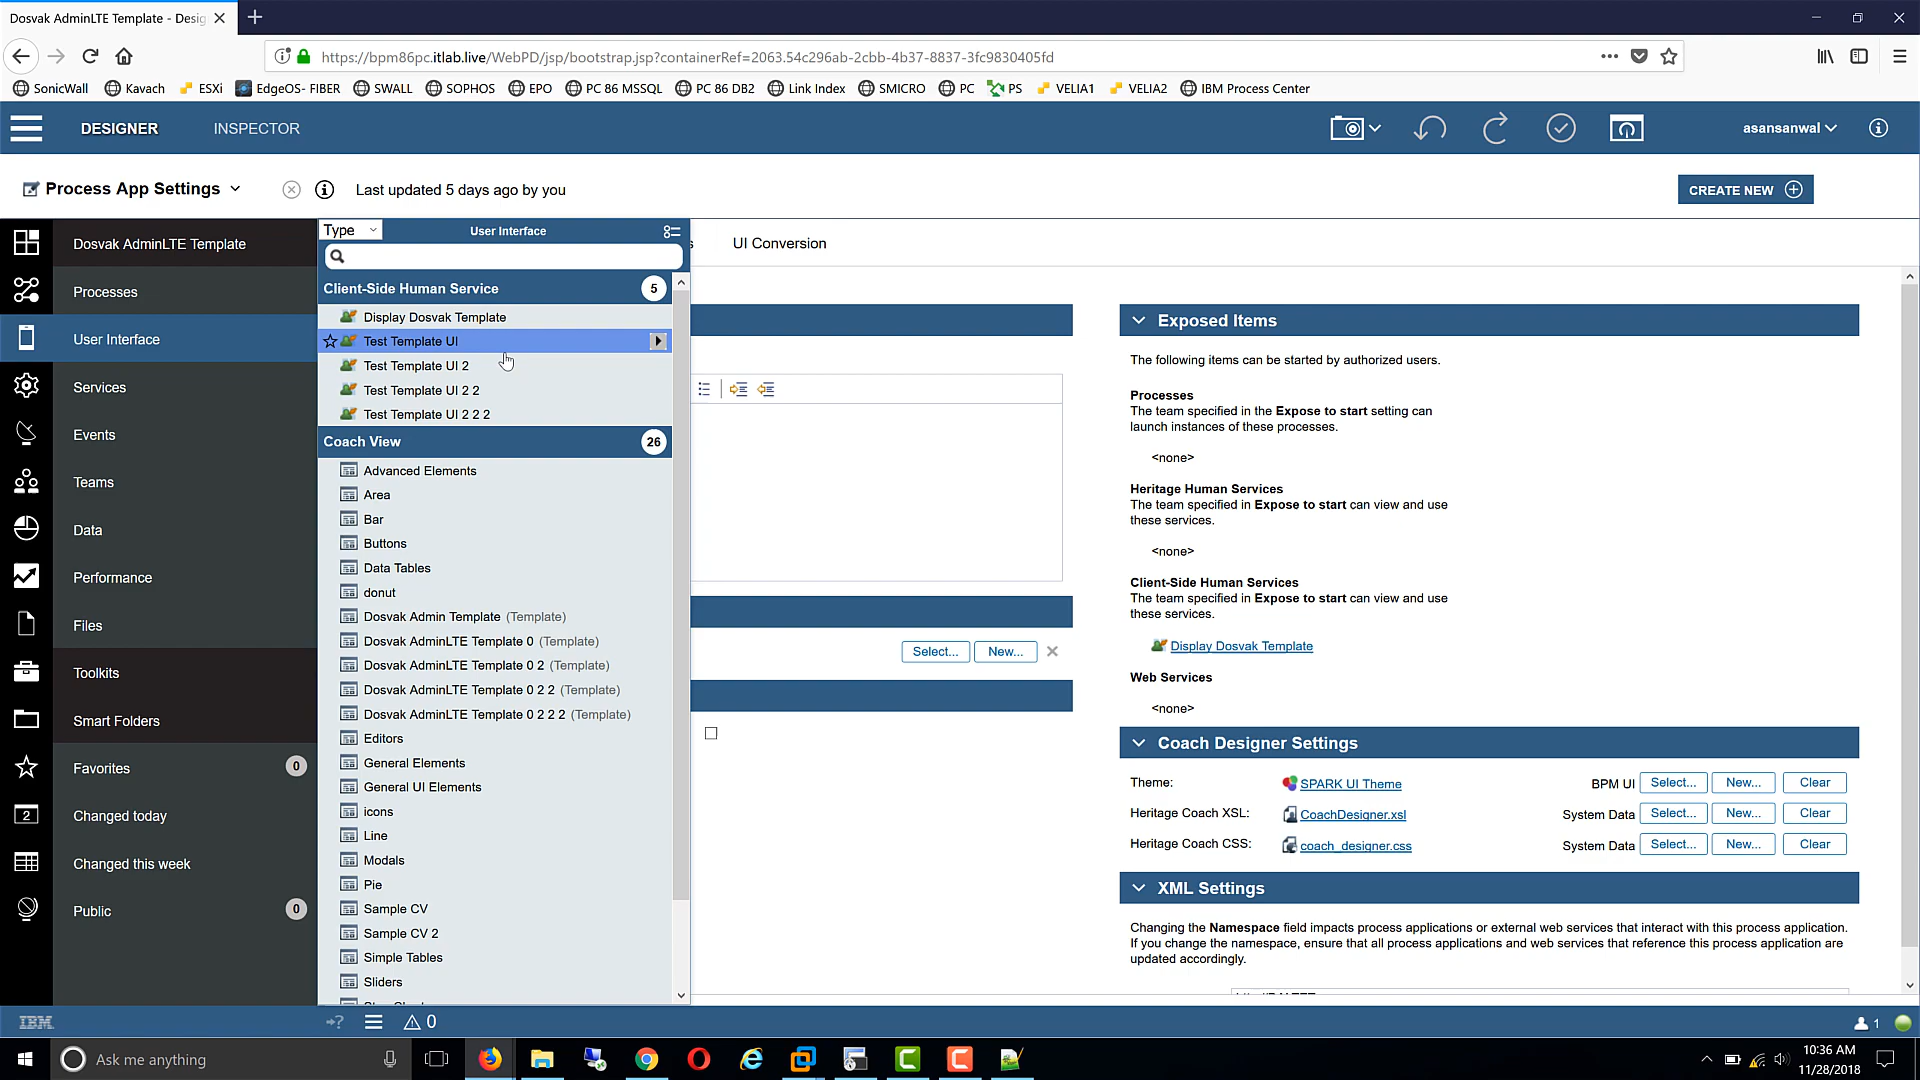 Dosvak AdminLTE Template - Desig
https://bpm86pc.itlab.live/WebPD/jsp/bootstrap.jsp?containerRef=2063.54c296ab-2cbb-4b37-8837-3fc9830405fd
SonicWall Kavach ESXi EdgeOS- FIBER SWALL SOPHOS EPO PC 86 MSSQL PC 86 DB2 Link Index SMICRO PC PS VELIA1 VELIA2 IBM Process Center
DESIGNER INSPECTOR asansanwal
Process App Settings Last updated 5 days ago by you CREATE NEW
Dosvak AdminLTE Template
Processes
User Interface
Services
Events
Teams
Data
Performance
Files
Toolkits
Smart Folders
Favorites 0
2 Changed today
Changed this week
Public 0
Type User Interface
Client-Side Human Service 5
Display Dosvak Template
Test Template UI
Test Template UI 2
Test Template UI 2 2
Test Template UI 2 2 2
Coach View 26
Advanced Elements
Area
Bar
Buttons
Data Tables
donut
Dosvak Admin Template (Template)
Dosvak AdminLTE Template 0 (Template)
Dosvak AdminLTE Template 0 2 (Template)
Dosvak AdminLTE Template 0 2 2 (Template)
Dosvak AdminLTE Template 0 2 2 2 (Template)
Editors
General Elements
General UI Elements
icons
Line
Modals
Pie
Sample CV
Sample CV 2
Simple Tables
Sliders
s UI Conversion
Select... New...
Exposed Items
The following items can be started by authorized users.
Processes
The team specified in the Expose to start setting can
launch instances of these processes.
<none>
Heritage Human Services
The team specified in Expose to start can view and use
these services.
<none>
Client-Side Human Services
The team specified in Expose to start can view and use
these services.
Display Dosvak Template
Web Services
<none>
Coach Designer Settings
Theme: SPARK UI Theme BPM UI Select... New... Clear
Heritage Coach XSL: CoachDesigner.xsl System Data Select... New... Clear
Heritage Coach CSS: coach_designer.css System Data Select... New... Clear
XML Settings
Changing the Namespace field impacts process applications or external web services that interact with this process application.
If you change the namespace, ensure that all process applications and web services that reference this process application are
updated accordingly.
IBM 0 1
Ask me anything
10:36 AM
11/28/2018